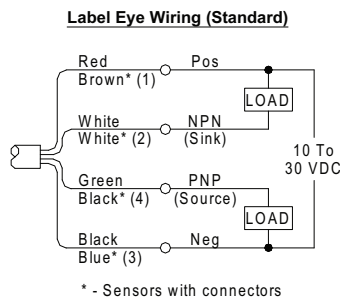 Label Eye Wiring (Standard)
Red Pos
Brown* (1)
LOAD
White NPN
White* (2) (Sink)
10 To
30 VDC
Green PNP
Black* (4) (Source)
LOAD
Black Neg
Blue* (3)
* - Sensors with connectors